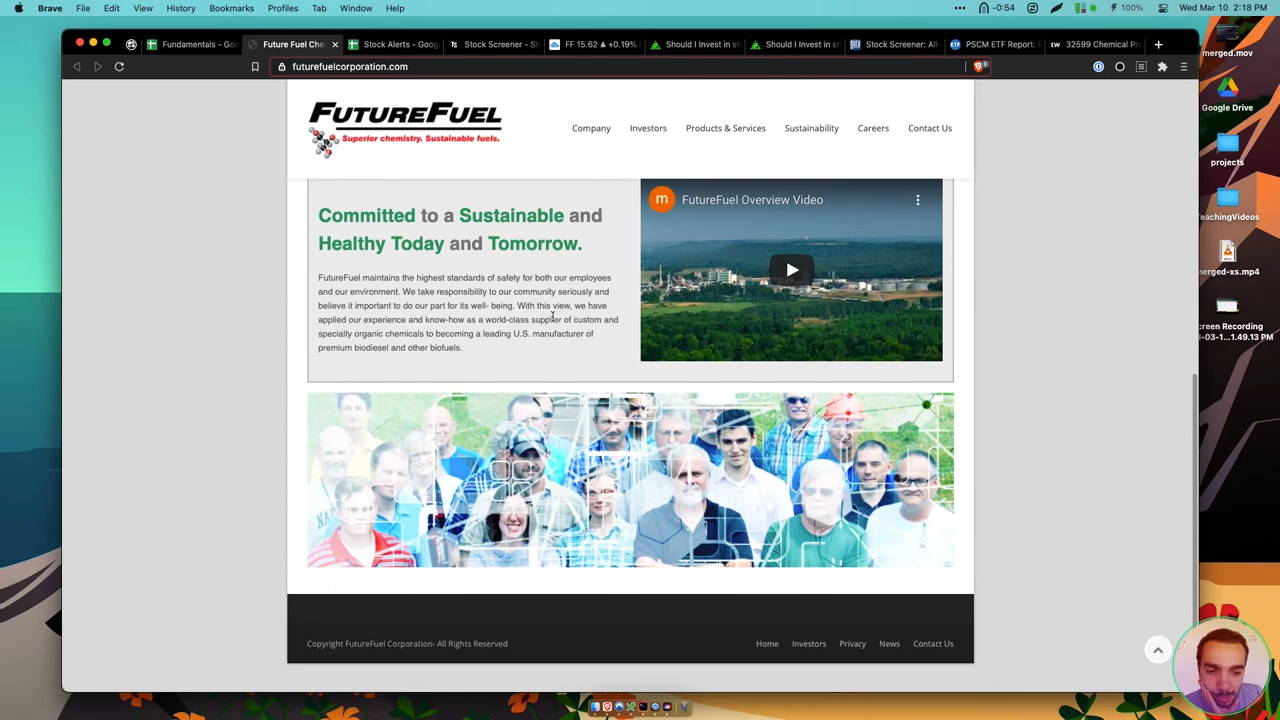 Brave File Edit View History Bookmarks Profiles Tab Window Help
-0:54 100% Wed Mar 10 2:18 PM
Fundamentals - Goo
Future Fuel Che
Stock Alerts - Goog
Stock Screener - St
FF 15.62 ▲ +0.19%
Should I Invest in st
Should I Invest in st
Stock Screener: All
PSCM ETF Report:
32599 Chemical Pr
futurefuelcorporation.com
merged.mov
Google Drive
projects
TeachingVideos
merged-xs.mp4
creen Recording
l-03-1...1.49.13 PM
FUTUREFUEL
Superior chemistry. Sustainable fuels.
Company Investors Products & Services Sustainability Careers Contact Us
Committed to a Sustainable and
Healthy Today and Tomorrow.
FutureFuel maintains the highest standards of safety for both our employees
and our environment. We take responsibility to our community seriously and
believe it important to do our part for its well- being. With this view, we have
applied our experience and know-how as a world-class supplier of custom and
specialty organic chemicals to becoming a leading U.S. manufacturer of
premium biodiesel and other biofuels.
m FutureFuel Overview Video
Copyright FutureFuel Corporation- All Rights Reserved
Home Investors Privacy News Contact Us